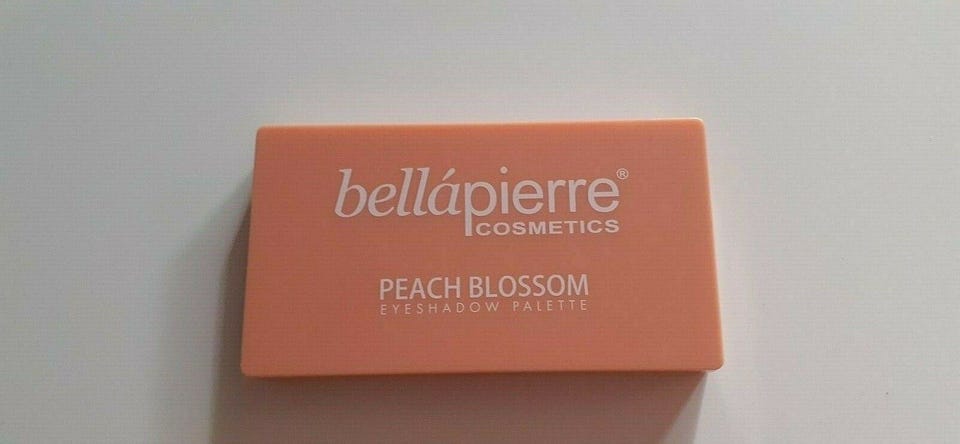 bellápierre®
COSMETICS
PEACH BLOSSOM
EYESHADOW PALETTE